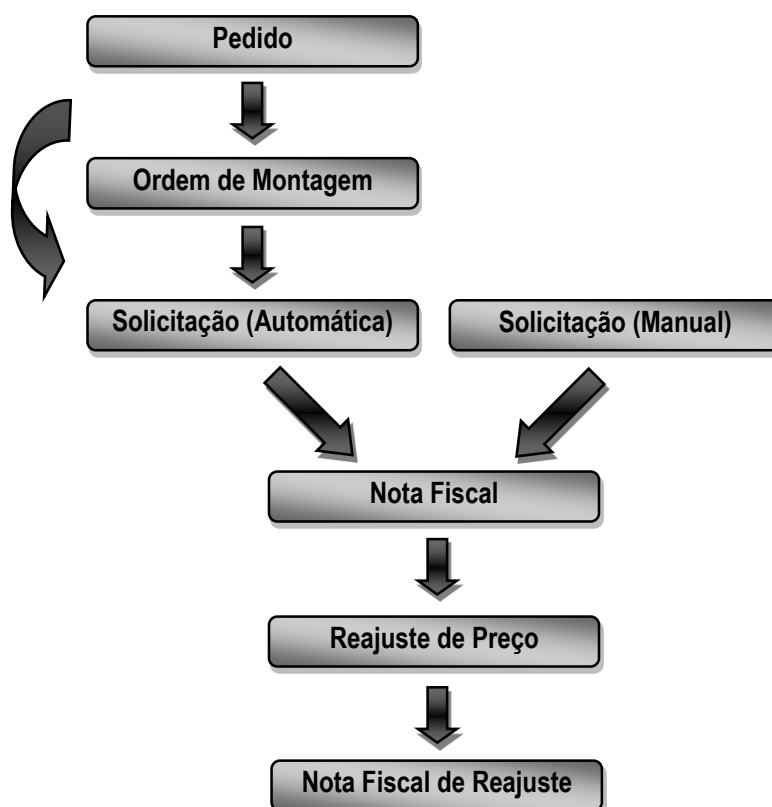 Pedido
Ordem de Montagem
Solicitação (Automática)
Solicitação (Manual)
Nota Fiscal
Reajuste de Preço
Nota Fiscal de Reajuste